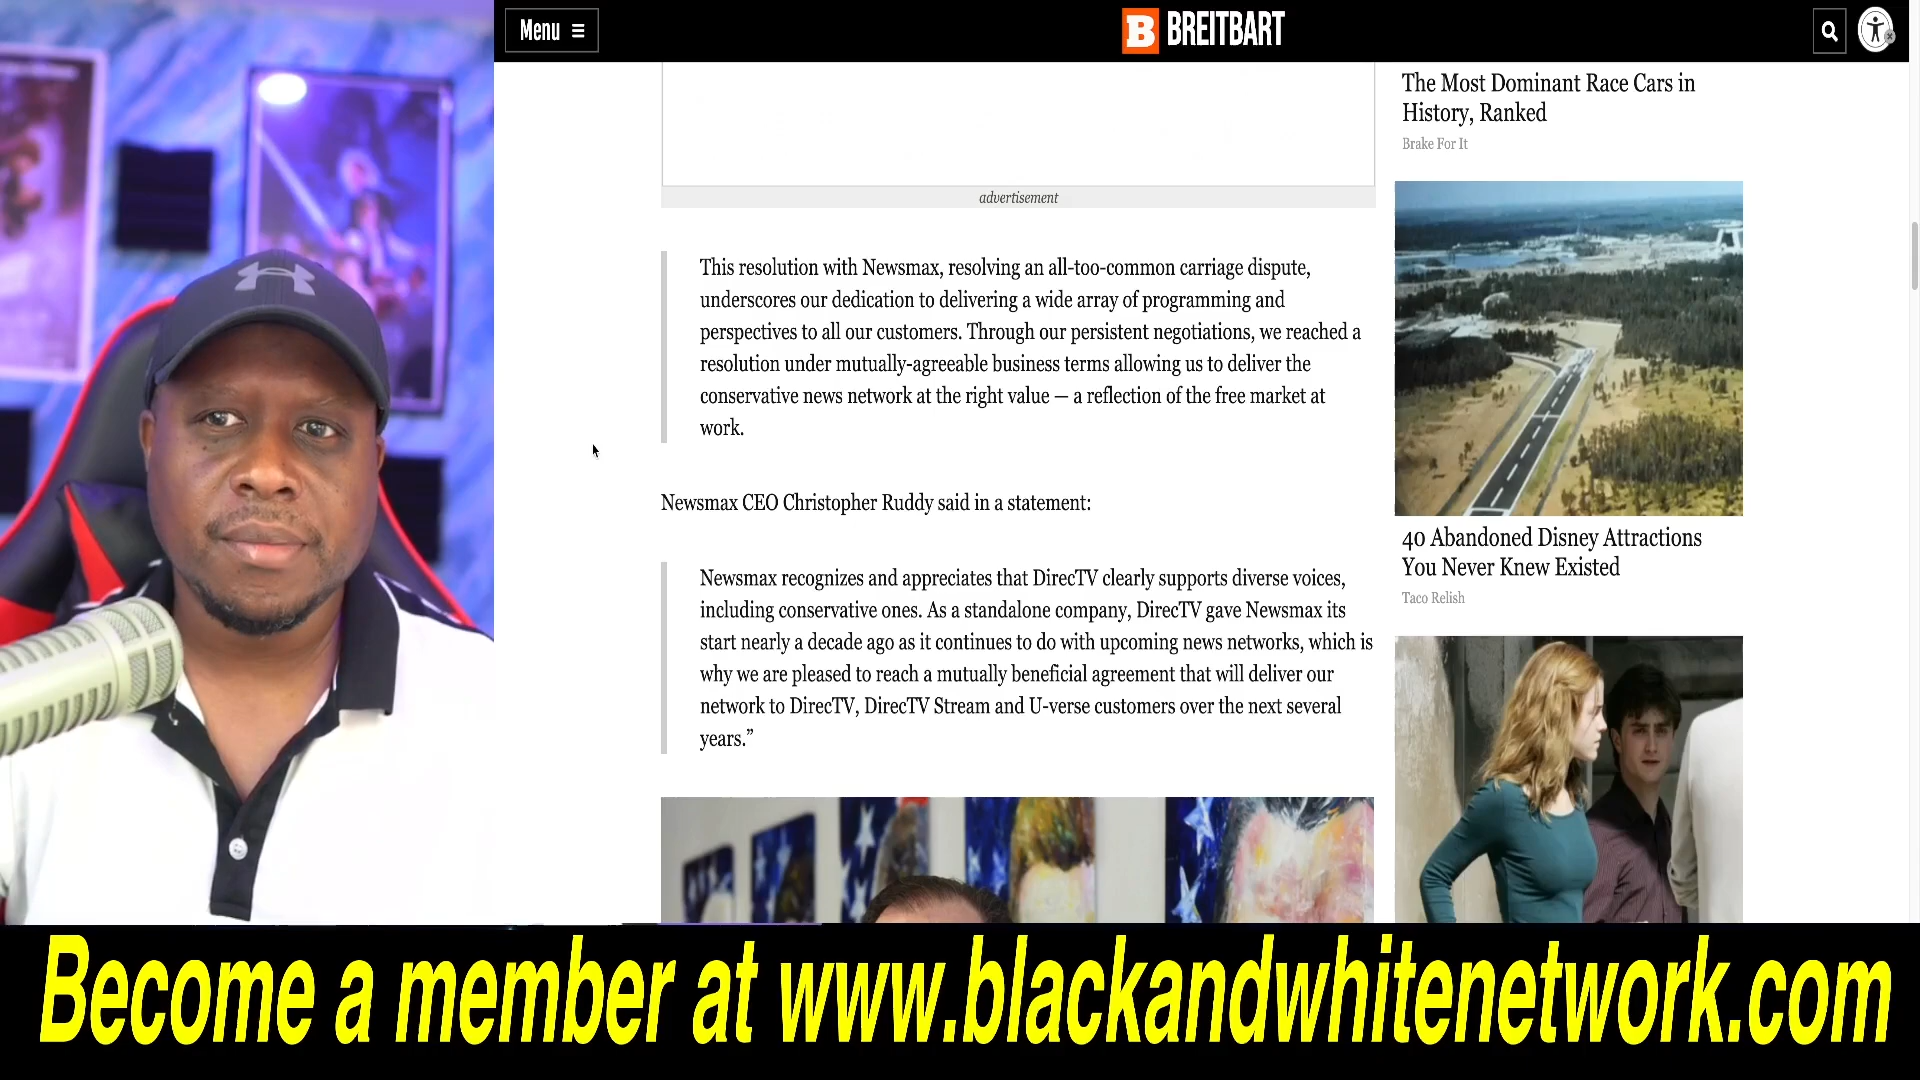 Menu
BREITBART
The Most Dominant Race Cars in
History, Ranked
Brake For It
advertisement
This resolution with Newsmax, resolving an all-too-common carriage dispute,
underscores our dedication to delivering a wide array of programming and
perspectives to all our customers. Through our persistent negotiations, we reached a
resolution under mutually-agreeable business terms allowing us to deliver the
conservative news network at the right value — a reflection of the free market at
work.
Newsmax CEO Christopher Ruddy said in a statement:
Newsmax recognizes and appreciates that DirecTV clearly supports diverse voices,
including conservative ones. As a standalone company, DirecTV gave Newsmax its
start nearly a decade ago as it continues to do with upcoming news networks, which is
why we are pleased to reach a mutually beneficial agreement that will deliver our
network to DirecTV, DirecTV Stream and U-verse customers over the next several
years.”
40 Abandoned Disney Attractions
You Never Knew Existed
Taco Relish
Become a member at www.blackandwhitenetwork.com